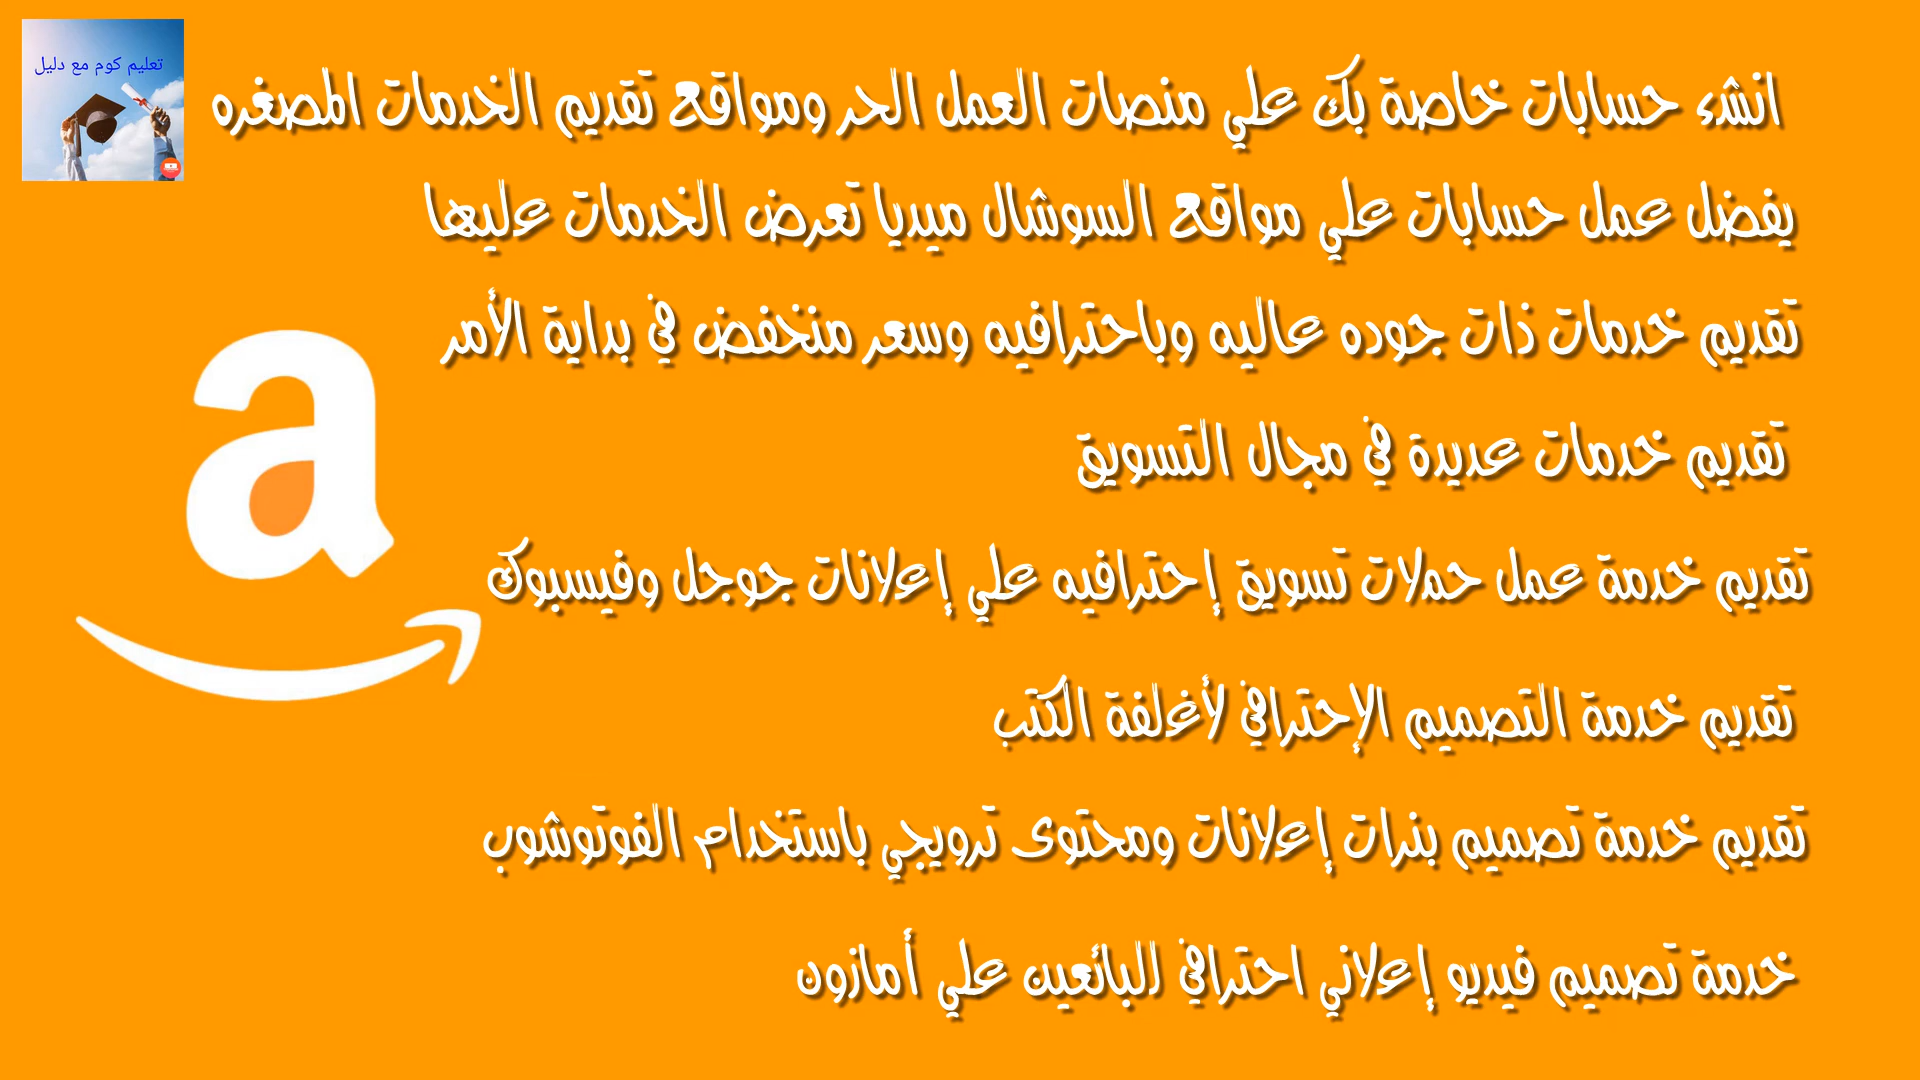 تعليم كوم مع دليل
انشء حسابات خاصة بك علي منصات العمل الحر ومواقع تقديم الخدمات المصغره
يفضل عمل حسابات علي مواقع السوشال ميديا تعرض الخدمات عليها
تقديم خدمات ذات جوده عاليه وباحترافيه وسعر منخفض في بداية الأمر
تقديم خدمات عديدة في مجال التسويق
تقديم خدمة عمل حملات تسويق إحترافيه علي إعلانات جوجل وفيسبوك
تقديم خدمة التصميم الإحترافي لأغلفة الكتب
تقديم خدمة تصميم بنرات إعلانات ومحتوى ترويجي باستخدام الفوتوشوب
خدمة تصميم فيديو إعلاني احترافي للبائعين علي أمازون
a